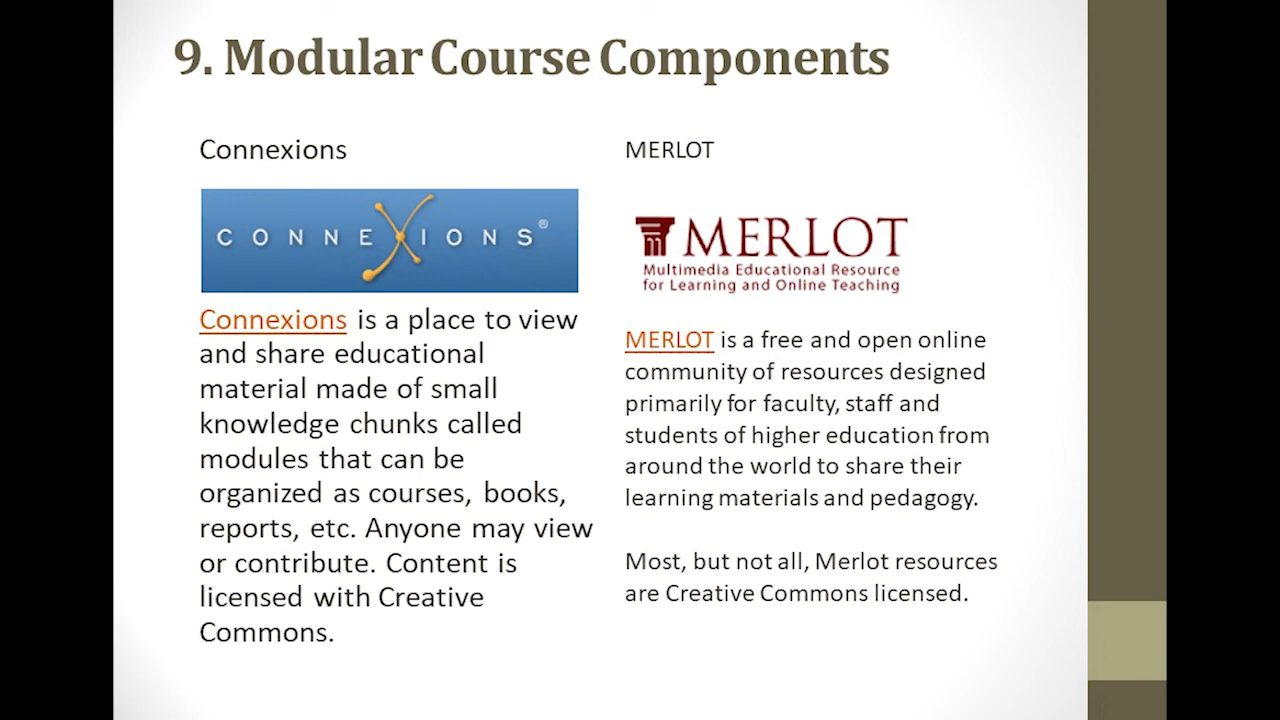 9. Modular Course Components
Connexions
CONNEXIONS®
Connexions is a place to view
and share educational
material made of small
knowledge chunks called
modules that can be
organized as courses, books,
reports, etc. Anyone may view
or contribute. Content is
licensed with Creative
Commons.
MERLOT
m MERLOT
Multimedia Educational Resource
for Learning and Online Teaching
MERLOT is a free and open online
community of resources designed
primarily for faculty, staff and
students of higher education from
around the world to share their
learning materials and pedagogy.
Most, but not all, Merlot resources
are Creative Commons licensed.